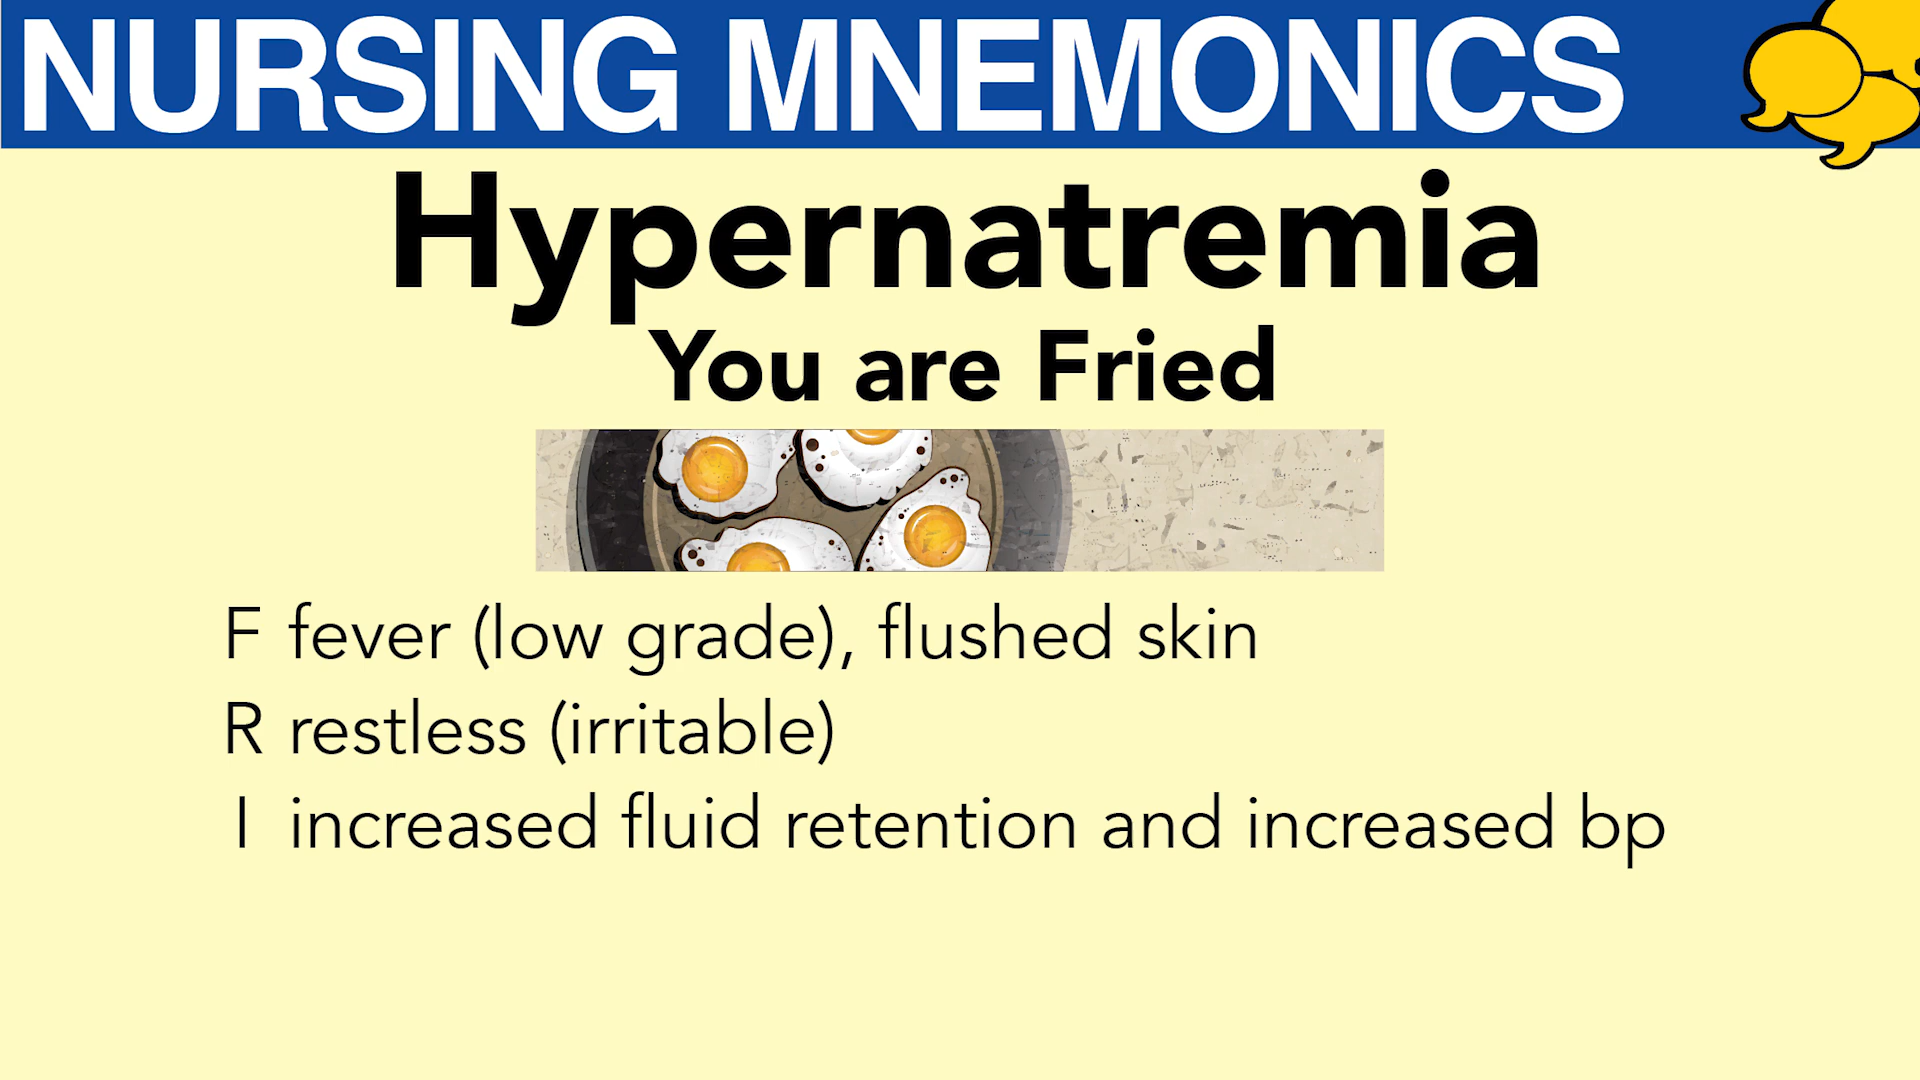 NURSING MNEMONICS
Hypernatremia
You are Fried
F fever (low grade), flushed skin
R restless (irritable)
I increased fluid retention and increased bp